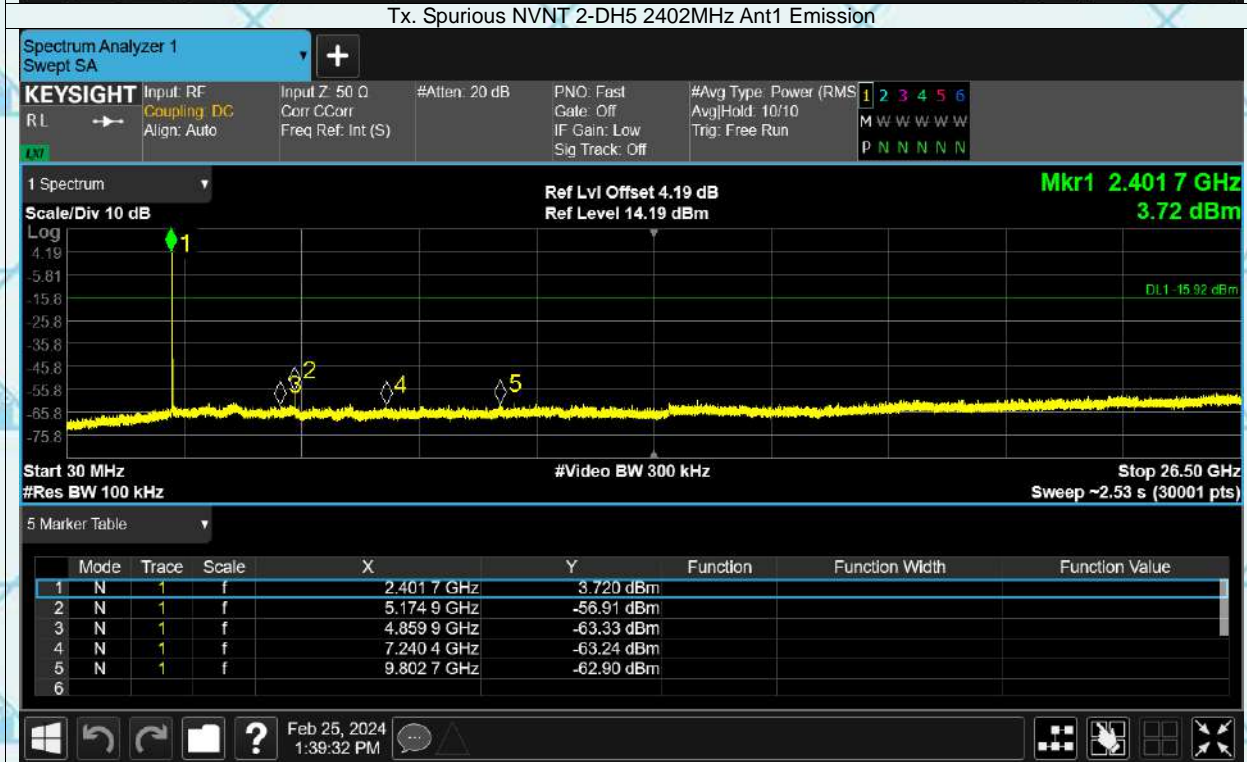 Tx. Spurious NVNT 2-DH5 2402MHz Ant1 Emission
Spectrum Analyzer 1
Swept SA
+
KEYSIGHT
RL
LXI
Input: RF
Coupling: DC
Align: Auto
Input Z: 50 Ω
Corr CCorr
Freq Ref: Int (S)
#Atten: 20 dB
PNO: Fast
Gate: Off
IF Gain: Low
Sig Track: Off
#Avg Type: Power (RMS
Avg|Hold: 10/10
Trig: Free Run
1 2 3 4 5 6
M W W W W W
P N N N N N
1 Spectrum
Scale/Div 10 dB
Ref Lvl Offset 4.19 dB
Ref Level 14.19 dBm
Mkr1 2.401 7 GHz
3.72 dBm
Log
4.19
-5.81
-15.8
-25.8
-35.8
-45.8
-55.8
-65.8
-75.8
1
DL1 -15.92 dBm
2
3
4
5
Start 30 MHz
#Video BW 300 kHz
Stop 26.50 GHz
#Res BW 100 kHz
Sweep ~2.53 s (30001 pts)
5 Marker Table
Mode Trace Scale X Y Function Function Width Function Value
1 N 1 f 2.401 7 GHz 3.720 dBm
2 N 1 f 5.174 9 GHz -56.91 dBm
3 N 1 f 4.859 9 GHz -63.33 dBm
4 N 1 f 7.240 4 GHz -63.24 dBm
5 N 1 f 9.802 7 GHz -62.90 dBm
6
?
Feb 25, 2024
1:39:32 PM